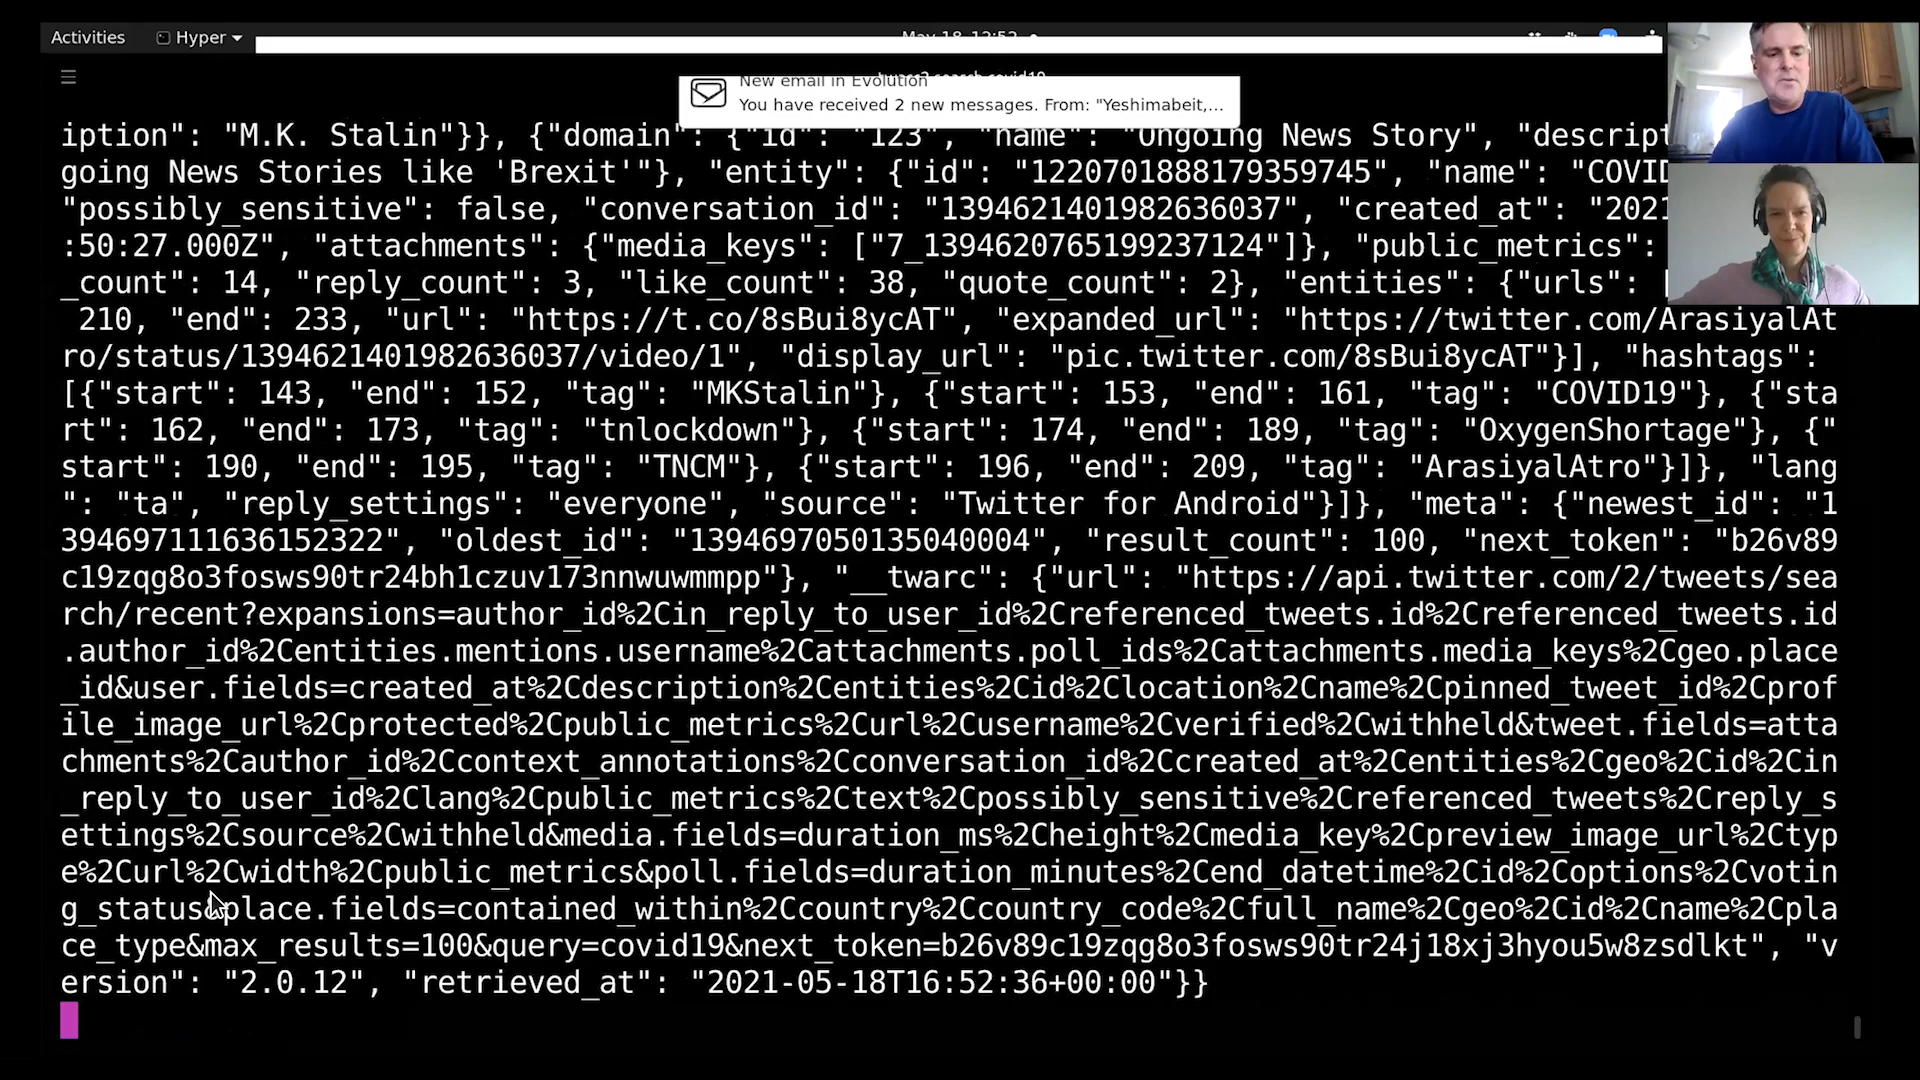 Activities Hyper May 18 12:52
twarc2 search covid19
New email in Evolution
You have received 2 new messages. From: "Yeshimabeit,...
iption": "M.K. Stalin"}}, {"domain": {"id": "123", "name": "Ongoing News Story", "descript
going News Stories like 'Brexit'"}, "entity": {"id": "1220701888179359745", "name": "COVID
"possibly_sensitive": false, "conversation_id": "1394621401982636037", "created_at": "2021
:50:27.000Z", "attachments": {"media_keys": ["7_1394620765199237124"]}, "public_metrics":
_count": 14, "reply_count": 3, "like_count": 38, "quote_count": 2}, "entities": {"urls": [
 210, "end": 233, "url": "https://t.co/8sBui8ycAT", "expanded_url": "https://twitter.com/ArasiyalAt
ro/status/1394621401982636037/video/1", "display_url": "pic.twitter.com/8sBui8ycAT"}], "hashtags":
[{"start": 143, "end": 152, "tag": "MKStalin"}, {"start": 153, "end": 161, "tag": "COVID19"}, {"sta
rt": 162, "end": 173, "tag": "tnlockdown"}, {"start": 174, "end": 189, "tag": "OxygenShortage"}, {"
start": 190, "end": 195, "tag": "TNCM"}, {"start": 196, "end": 209, "tag": "ArasiyalAtro"}]}, "lang
": "ta", "reply_settings": "everyone", "source": "Twitter for Android"}]}, "meta": {"newest_id": "1
394697111636152322", "oldest_id": "1394697050135040004", "result_count": 100, "next_token": "b26v89
c19zqg8o3fosws90tr24bh1czuv173nnwuwmmpp"}, "__twarc": {"url": "https://api.twitter.com/2/tweets/sea
rch/recent?expansions=author_id%2Cin_reply_to_user_id%2Creferenced_tweets.id%2Creferenced_tweets.id
.author_id%2Centities.mentions.username%2Cattachments.poll_ids%2Cattachments.media_keys%2Cgeo.place
_id&user.fields=created_at%2Cdescription%2Centities%2Cid%2Clocation%2Cname%2Cpinned_tweet_id%2Cprof
ile_image_url%2Cprotected%2Cpublic_metrics%2Curl%2Cusername%2Cverified%2Cwithheld&tweet.fields=atta
chments%2Cauthor_id%2Ccontext_annotations%2Cconversation_id%2Ccreated_at%2Centities%2Cgeo%2Cid%2Cin
_reply_to_user_id%2Clang%2Cpublic_metrics%2Ctext%2Cpossibly_sensitive%2Creferenced_tweets%2Creply_s
ettings%2Csource%2Cwithheld&media.fields=duration_ms%2Cheight%2Cmedia_key%2Cpreview_image_url%2Ctyp
e%2Curl%2Cwidth%2Cpublic_metrics&poll.fields=duration_minutes%2Cend_datetime%2Cid%2Coptions%2Cvotin
g_status&place.fields=contained_within%2Ccountry%2Ccountry_code%2Cfull_name%2Cgeo%2Cid%2Cname%2Cpla
ce_type&max_results=100&query=covid19&next_token=b26v89c19zqg8o3fosws90tr24j18xj3hyou5w8zsdlkt", "v
ersion": "2.0.12", "retrieved_at": "2021-05-18T16:52:36+00:00"}}